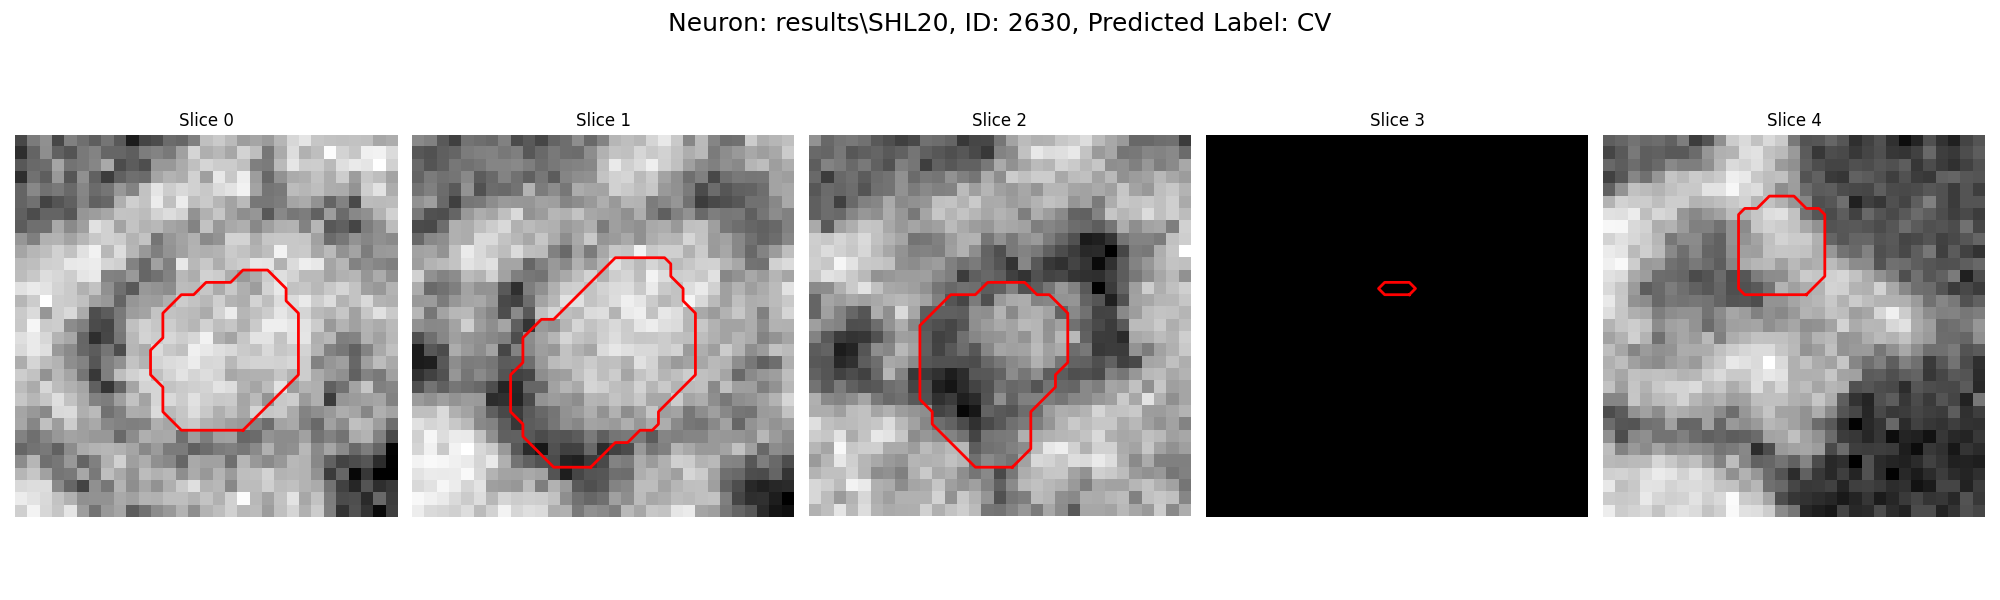 Neuron: results\SHL20, ID: 2630, Predicted Label: CV
Slice 0
Slice 1
Slice 2
Slice 3
Slice 4